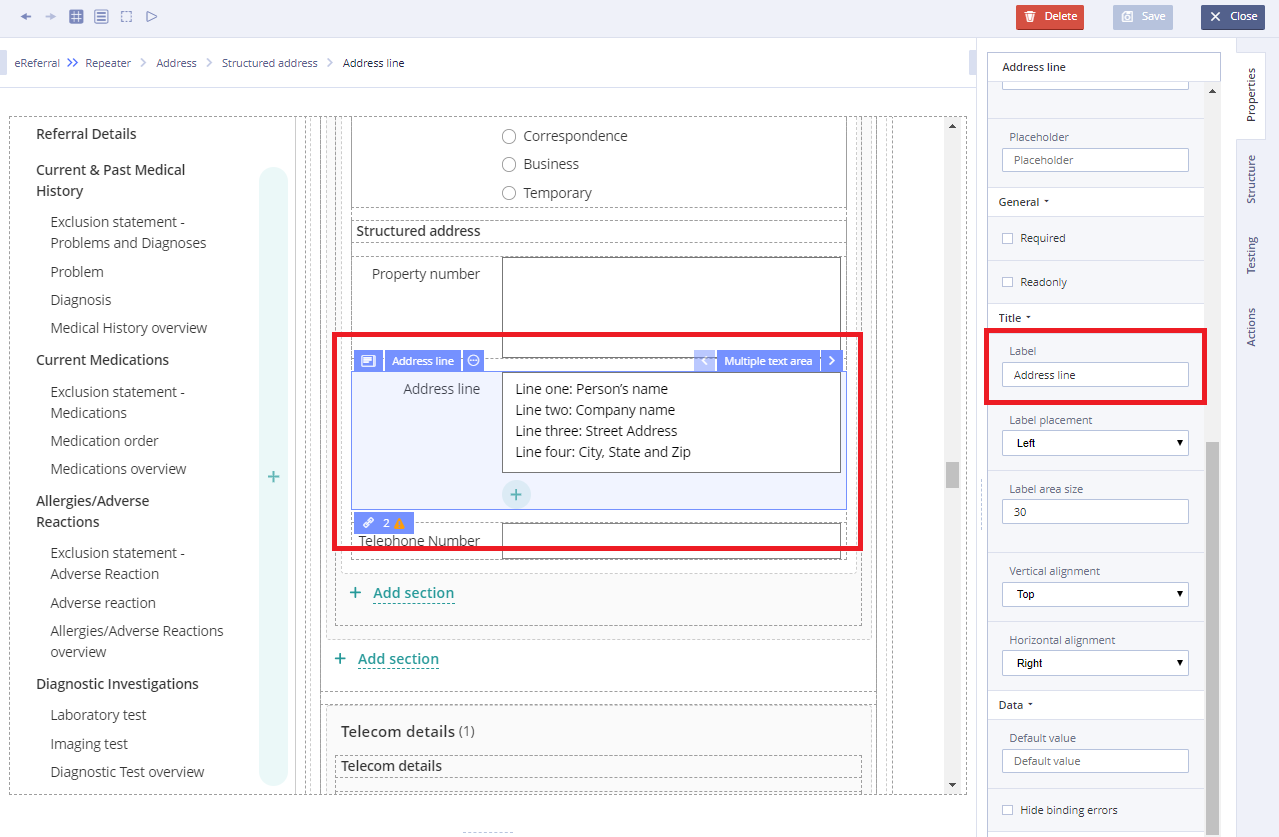 Delete
Save
Close
eReferral
Repeater
Address
Structured address
Address line
Referral Details
Current & Past Medical
History
Exclusion statement -
Problems and Diagnoses
Problem
Diagnosis
Medical History overview
Current Medications
Exclusion statement -
Medications
Medication order
Medications overview
Allergies/Adverse
Reactions
Exclusion statement -
Adverse Reaction
Adverse reaction
Allergies/Adverse Reactions
overview
Diagnostic Investigations
Laboratory test
Imaging test
Diagnostic Test overview
+
Correspondence
Business
Temporary
Structured address
Property number
Address line
Multiple text area
Address line
Line one: Person’s name
Line two: Company name
Line three: Street Address
Line four: City, State and Zip
+
2
Telephone Number
+ Add section
+ Add section
Telecom details (1)
Telecom details
Address line
Placeholder
Placeholder
General
Required
Readonly
Title
Label
Address line
Label placement
Left
Label area size
30
Vertical alignment
Top
Horizontal alignment
Right
Data
Default value
Default value
Hide binding errors
Properties
Structure
Testing
Actions